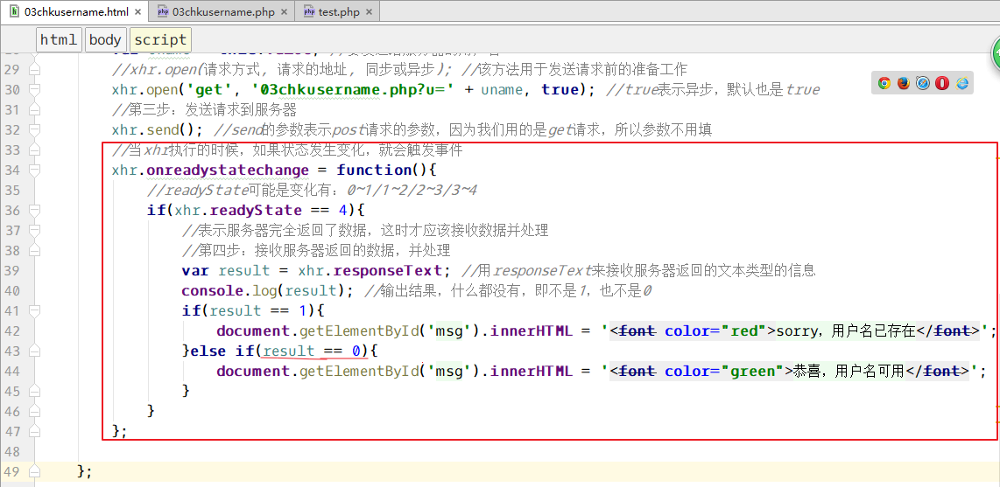 03chkusername.html 03chkusername.php test.php
html body script
29 //xhr.open(请求方式, 请求的地址, 同步或异步); //该方法用于发送请求前的准备工作
30 xhr.open('get', '03chkusername.php?u=' + uname, true); //true表示异步，默认也是true
31 //第三步：发送请求到服务器
32 xhr.send(); //send的参数表示post请求的参数，因为我们用的是get请求，所以参数不用填
33 //当xhr执行的时候，如果状态发生变化，就会触发事件
34 xhr.onreadystatechange = function(){
35 //readyState可能是变化有：0~1/1~2/2~3/3~4
36 if(xhr.readyState == 4){
37 //表示服务器完全返回了数据，这时才应该接收数据并处理
38 //第四步：接收服务器返回的数据，并处理
39 var result = xhr.responseText; //用responseText来接收服务器返回的文本类型的信息
40 console.log(result); //输出结果，什么都没有，即不是1，也不是0
41 if(result == 1){
42 document.getElementById('msg').innerHTML = '<font color="red">sorry，用户名已存在</font>';
43 }else if(result == 0){
44 document.getElementById('msg').innerHTML = '<font color="green">恭喜，用户名可用</font>';
45 }
46 }
47 };
48
49 };